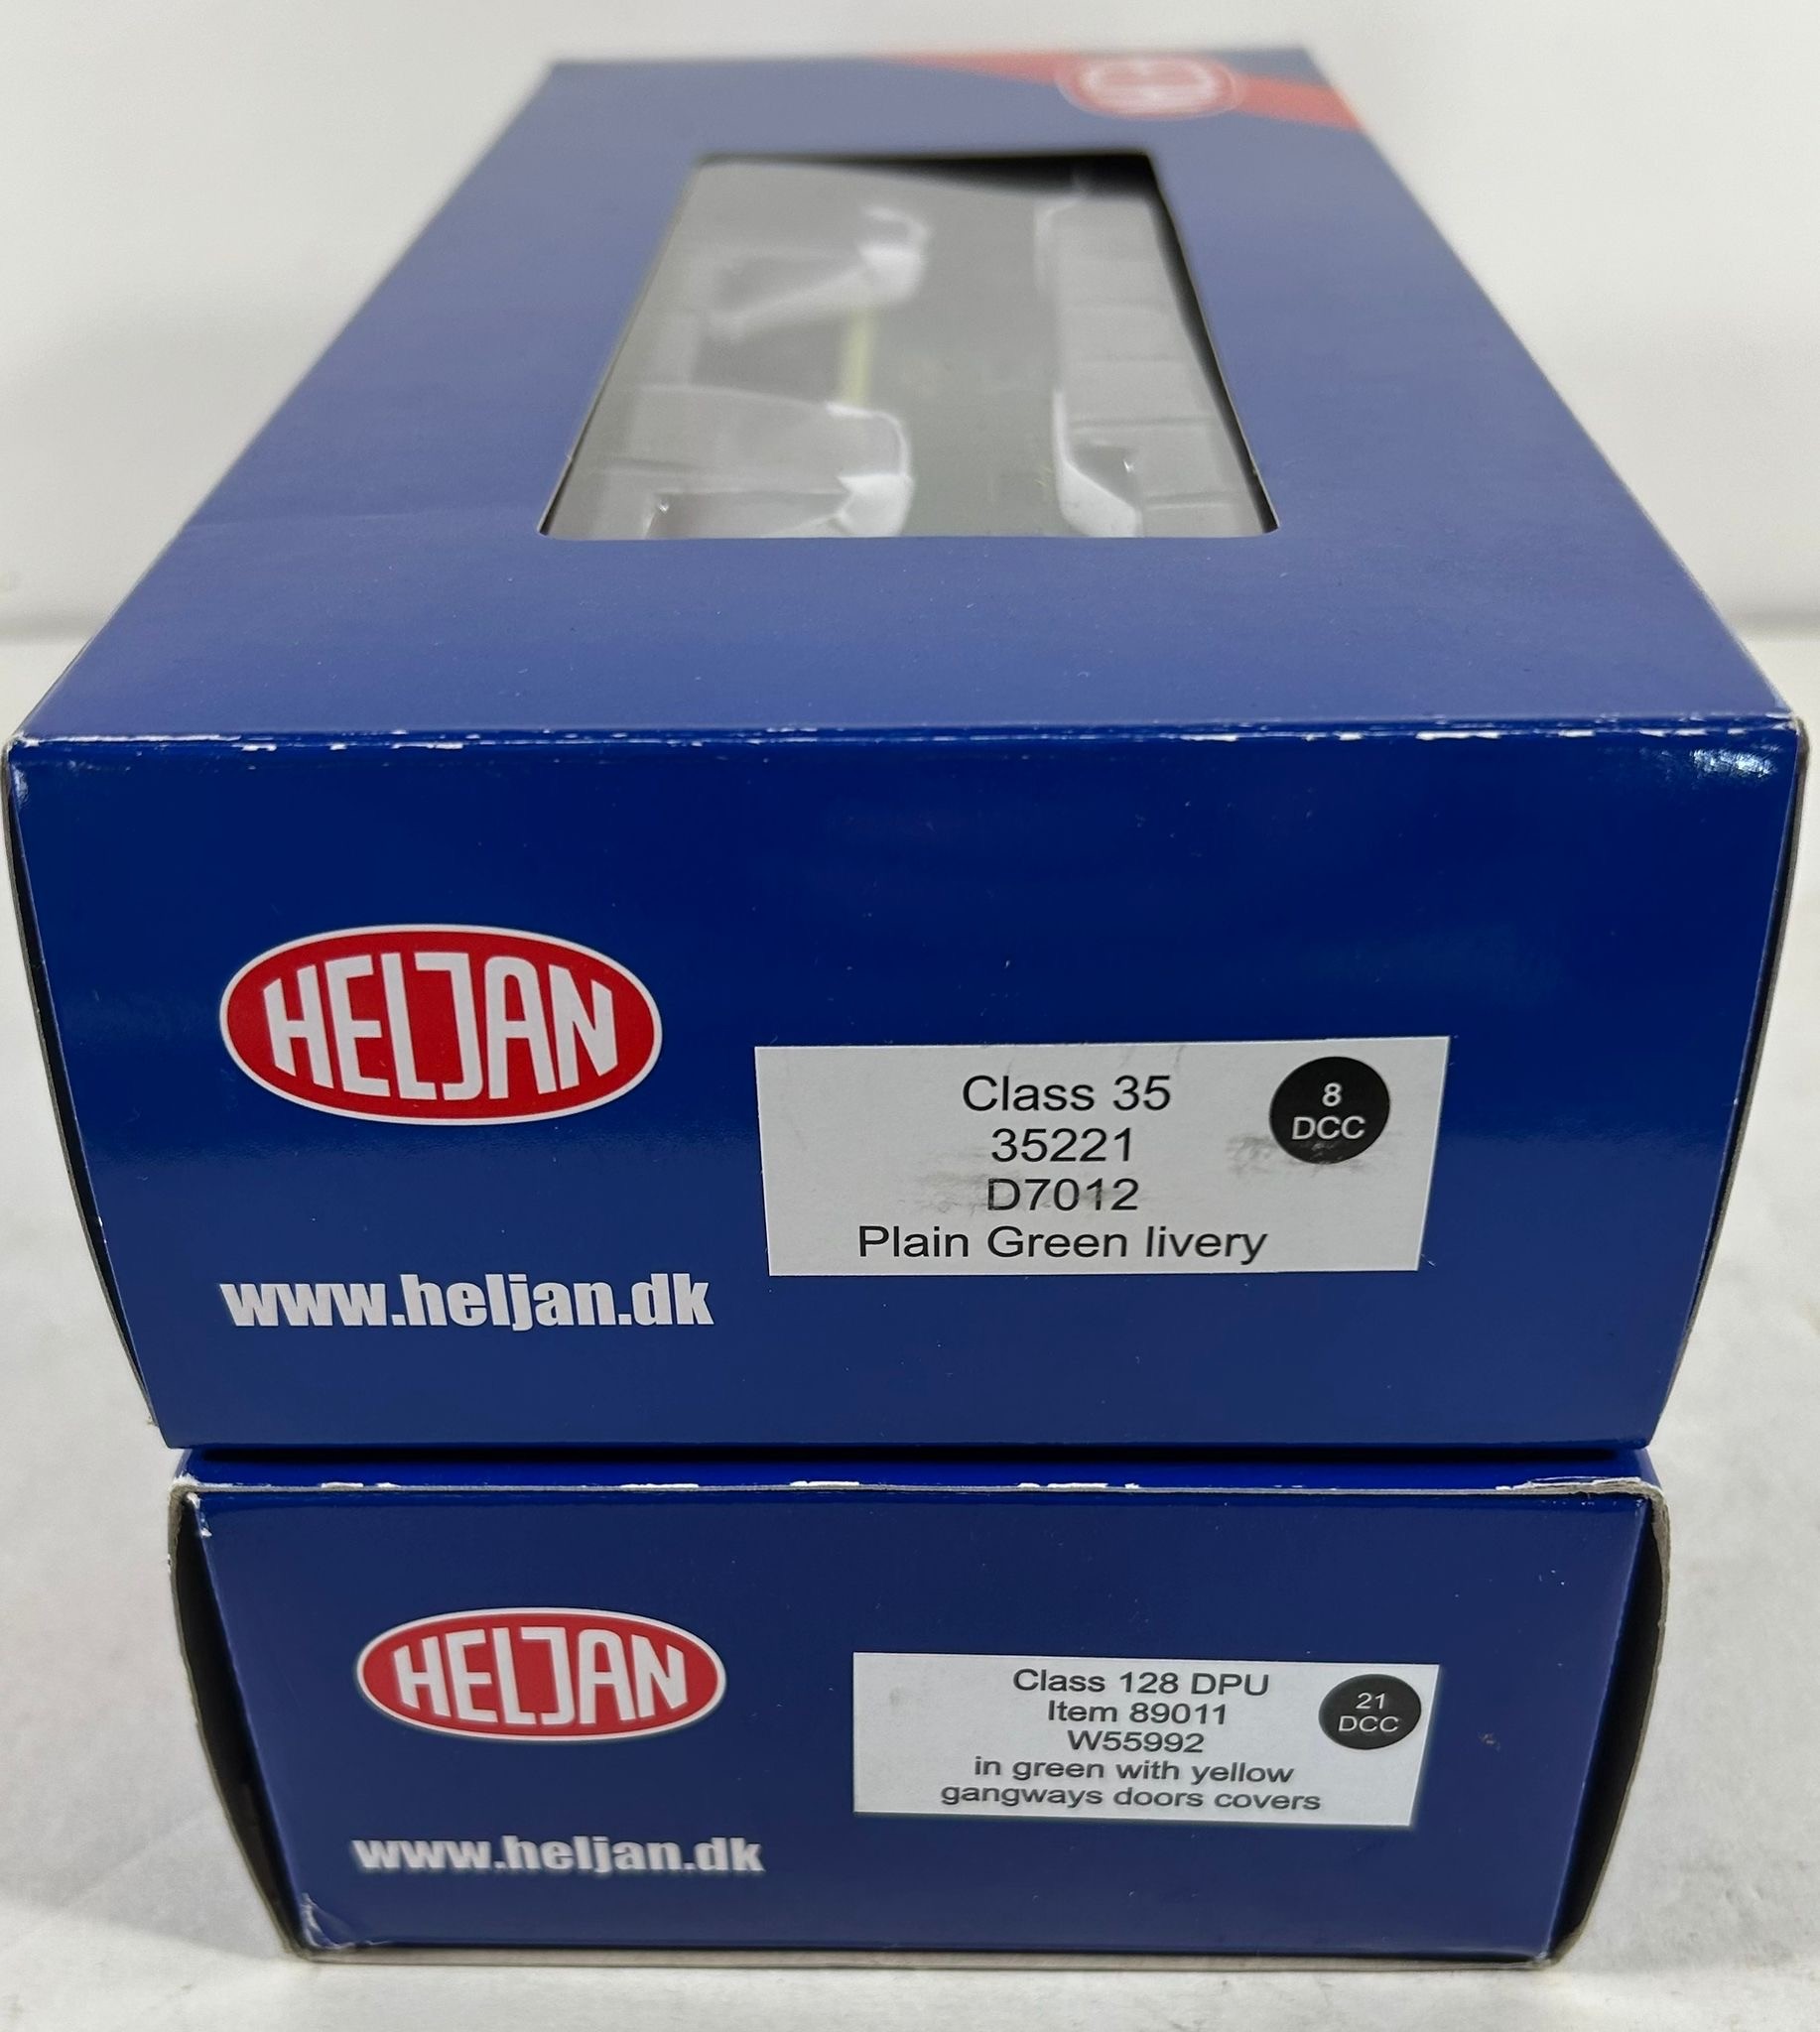 HELJAN
Class 35
35221
D7012
Plain Green livery
8
DCC
www.heljan.dk
HELJAN
Class 128 DPU
Item 89011
W55992
in green with yellow
gangways doors covers
21
DCC
www.heljan.dk